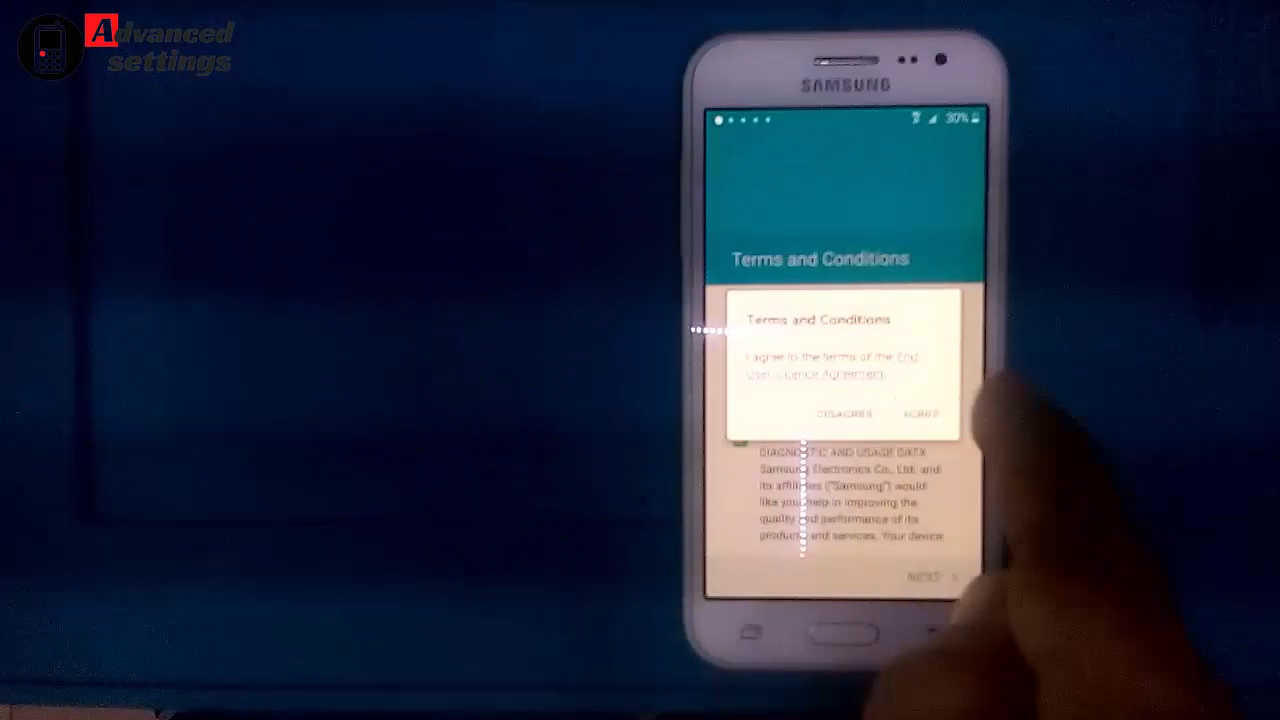 Advanced
settings
SAMSUNG
30%
Terms and Conditions
Terms and Conditions
I agree to the terms of the End
User Licence Agreement.
DISAGREE AGREE
DIAGNOSTIC AND USAGE DATA
Samsung Electronics Co., Ltd. and
its affiliates ("Samsung") would
like your help in improving the
quality and performance of its
products and services. Your device
NEXT >